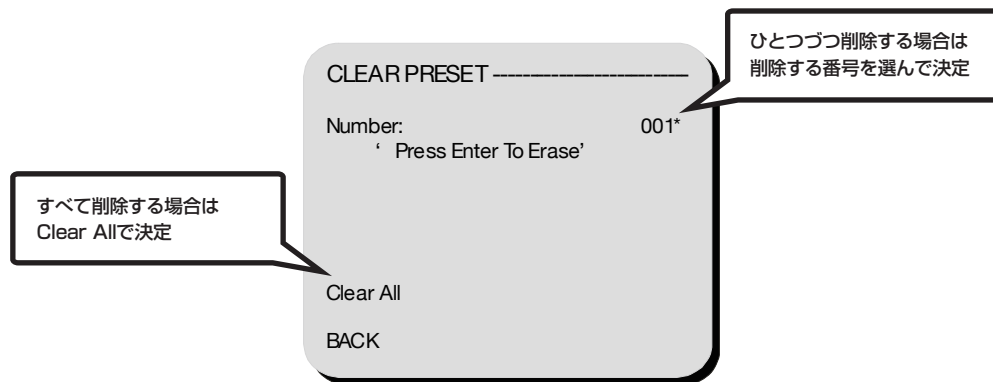 ひとつづつ削除する場合は
削除する番号を選んで決定
CLEAR PRESET ---------------------------
Number: 001*
‘ Press Enter To Erase’
すべて削除する場合は
Clear Allで決定
Clear All
BACK